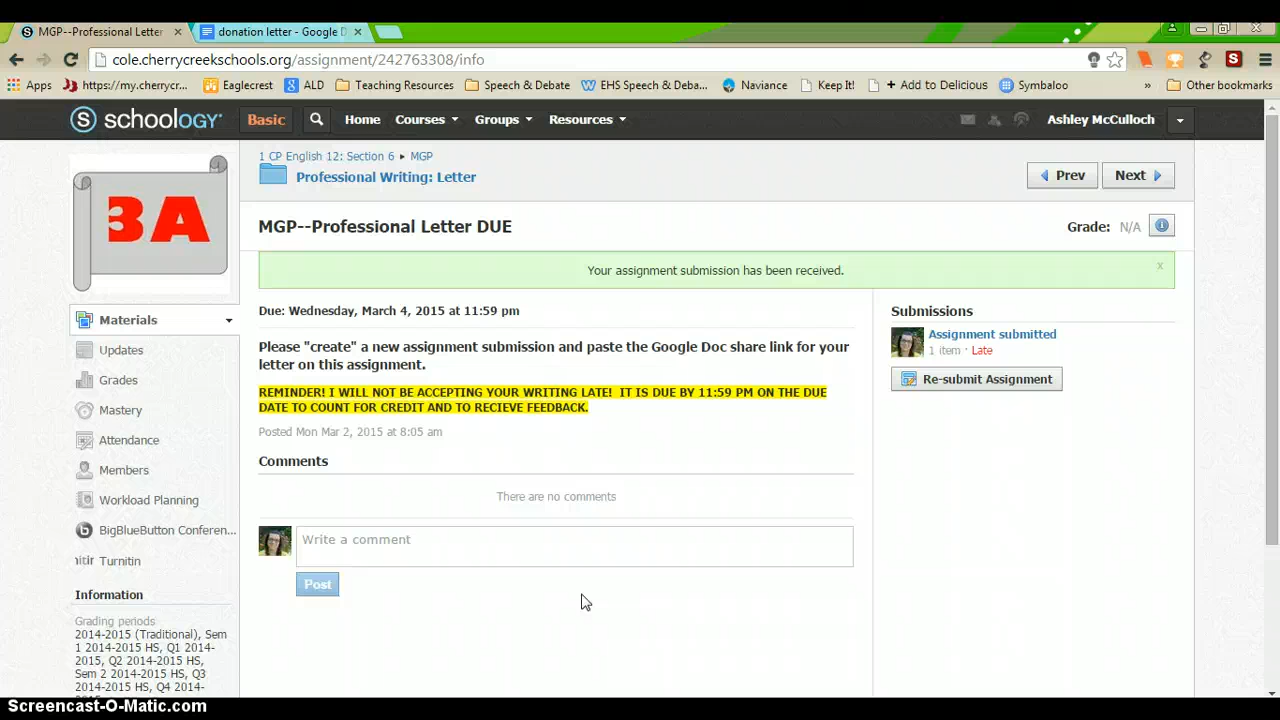 MGP--Professional Letter
donation letter - Google D
cole.cherrycreekschools.org/assignment/242763308/info
Apps https://my.cherrycr... Eaglecrest ALD Teaching Resources Speech & Debate EHS Speech & Deba... Naviance Keep It! + Add to Delicious Symbaloo » Other bookmarks
S schoology Basic Home Courses Groups Resources Ashley McCulloch
1 CP English 12: Section 6 ▸ MGP
Professional Writing: Letter
Prev Next
3A
MGP--Professional Letter DUE
Grade: N/A
Your assignment submission has been received.
x
Due: Wednesday, March 4, 2015 at 11:59 pm
Please "create" a new assignment submission and paste the Google Doc share link for your
letter on this assignment.
REMINDER! I WILL NOT BE ACCEPTING YOUR WRITING LATE! IT IS DUE BY 11:59 PM ON THE DUE
DATE TO COUNT FOR CREDIT AND TO RECIEVE FEEDBACK.
Posted Mon Mar 2, 2015 at 8:05 am
Comments
There are no comments
Write a comment
Post
Submissions
Assignment submitted
1 item · Late
Re-submit Assignment
Materials
Updates
Grades
Mastery
Attendance
Members
Workload Planning
BigBlueButton Conferen...
Turnitin
Information
Grading periods
2014-2015 (Traditional), Sem
1 2014-2015 HS, Q1 2014-
2015, Q2 2014-2015 HS,
Sem 2 2014-2015 HS, Q3
2014-2015 HS, Q4 2014-
Screencast-O-Matic.com